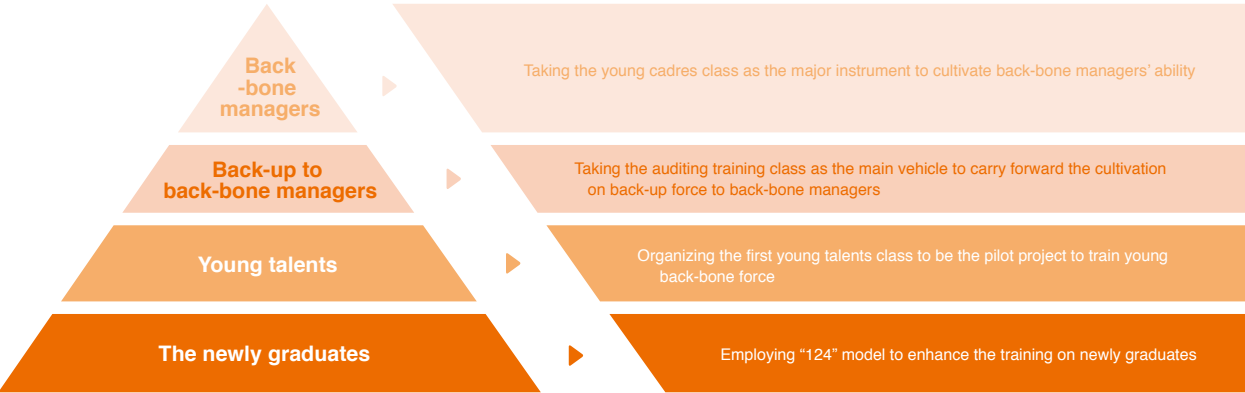 Back
-bone
managers
Taking the young cadres class as the major instrument to cultivate back-bone managers’ ability
Back-up to
back-bone managers
Taking the auditing training class as the main vehicle to carry forward the cultivation
on back-up force to back-bone managers
Young talents
Organizing the first young talents class to be the pilot project to train young
back-bone force
The newly graduates
Employing “124” model to enhance the training on newly graduates